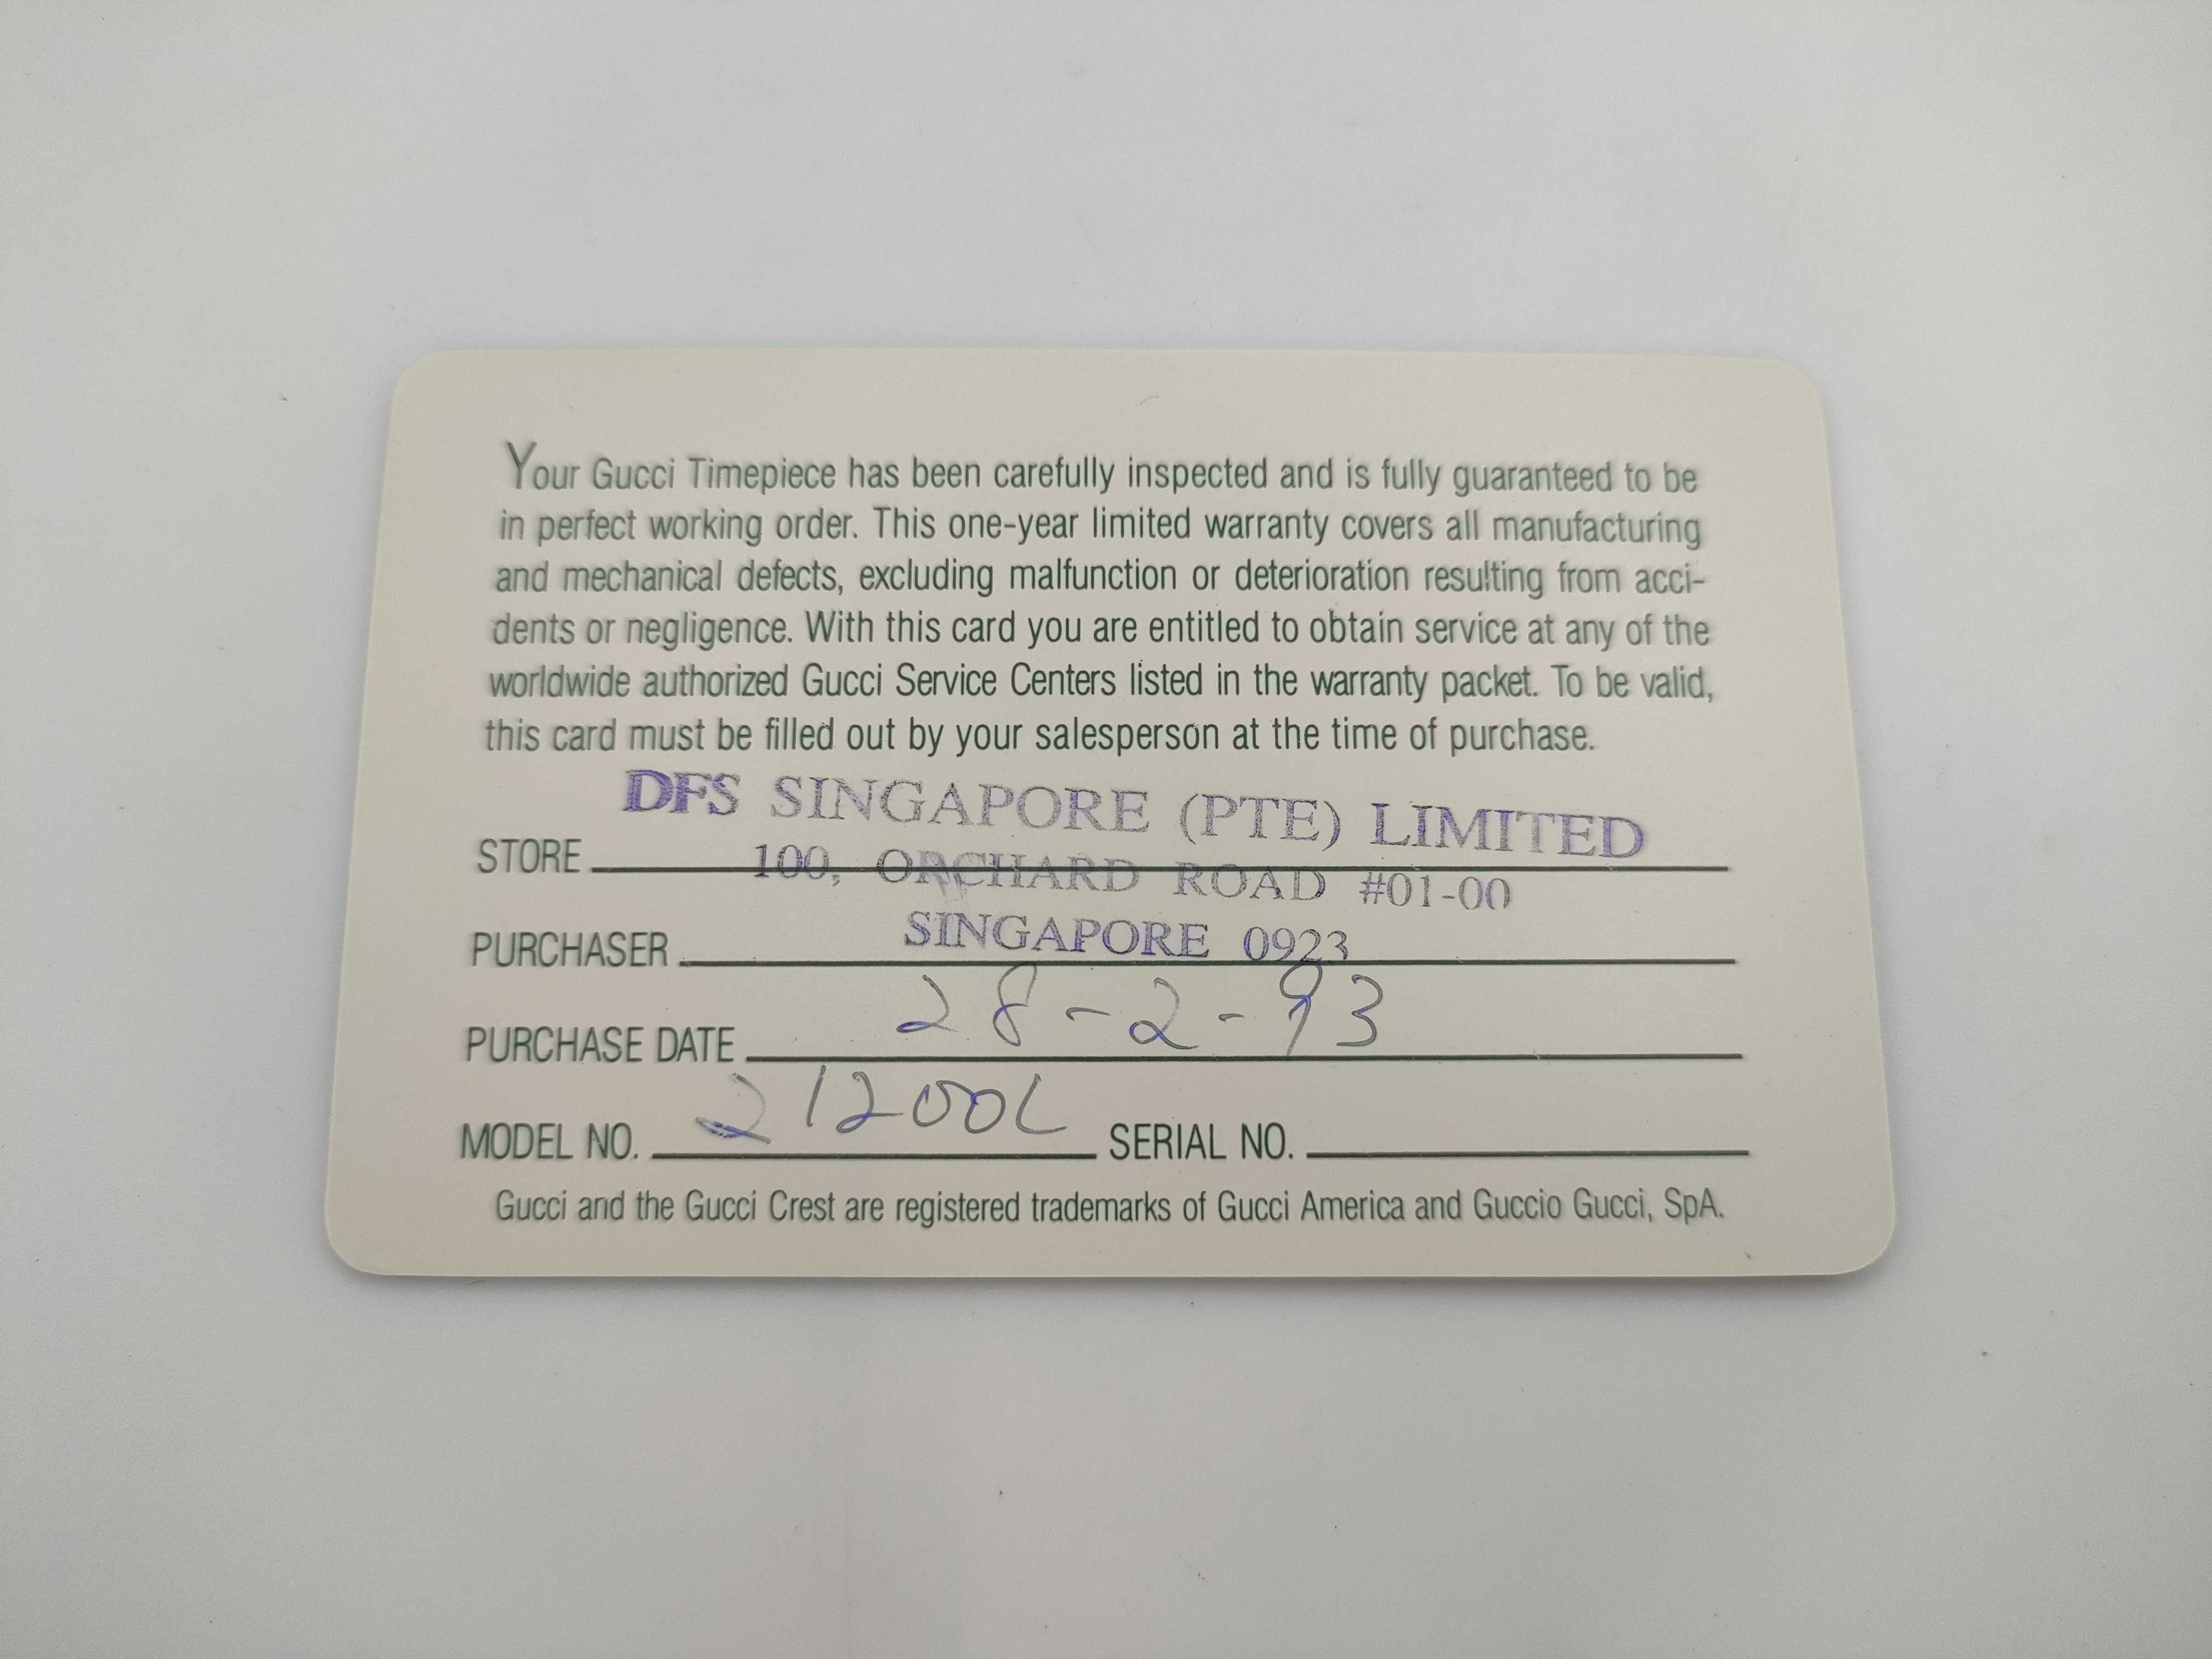 Your Gucci Timepiece has been carefully inspected and is fully guaranteed to be
in perfect working order. This one-year limited warranty covers all manufacturing
and mechanical defects, excluding malfunction or deterioration resulting from acci-
dents or negligence. With this card you are entitled to obtain service at any of the
worldwide authorized Gucci Service Centers listed in the warranty packet. To be valid,
this card must be filled out by your salesperson at the time of purchase.
DFS SINGAPORE (PTE) LIMITED
STORE
100, ORCHARD ROAD #01-00
PURCHASER SINGAPORE 0923
PURCHASE DATE 28-2-93
MODEL NO. 21200L SERIAL NO.
Gucci and the Gucci Crest are registered trademarks of Gucci America and Guccio Gucci, SpA.